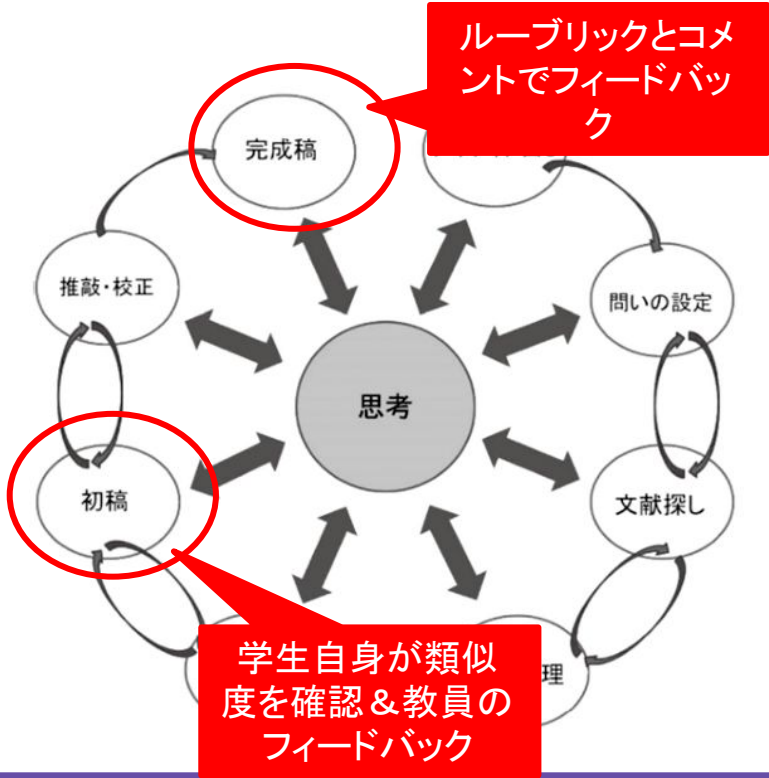 ルーブリックとコメ
ントでフィードバッ
ク
完成稿
推敲・校正
問いの設定
思考
初稿
文献探し
学生自身が類似
度を確認＆教員の
フィードバック
理